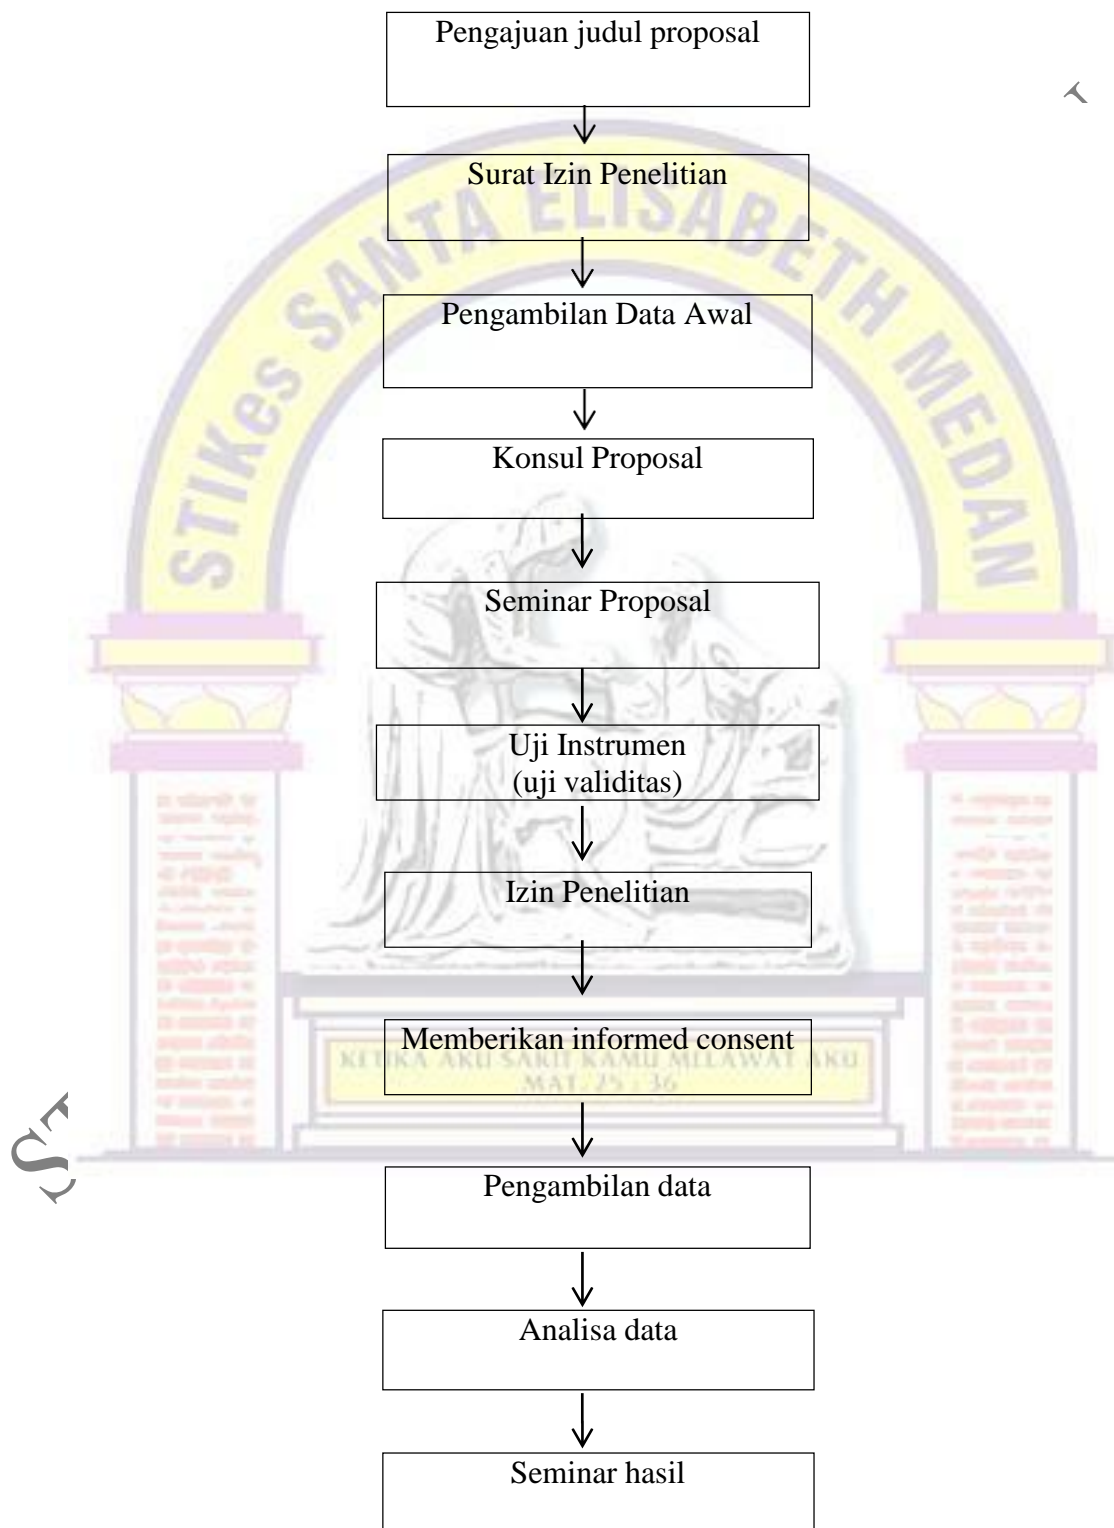 Pengajuan judul proposal
Surat Izin Penelitian
STIKes SANTA ELISABETH MEDAN
Pengambilan Data Awal
Konsul Proposal
Seminar Proposal
Uji Instrumen
(uji validitas)
Izin Penelitian
Memberikan informed consent
KETIKA AKU SAKIT KAMU MELAWAT AKU
MAT. 25 : 36
Pengambilan data
Analisa data
Seminar hasil